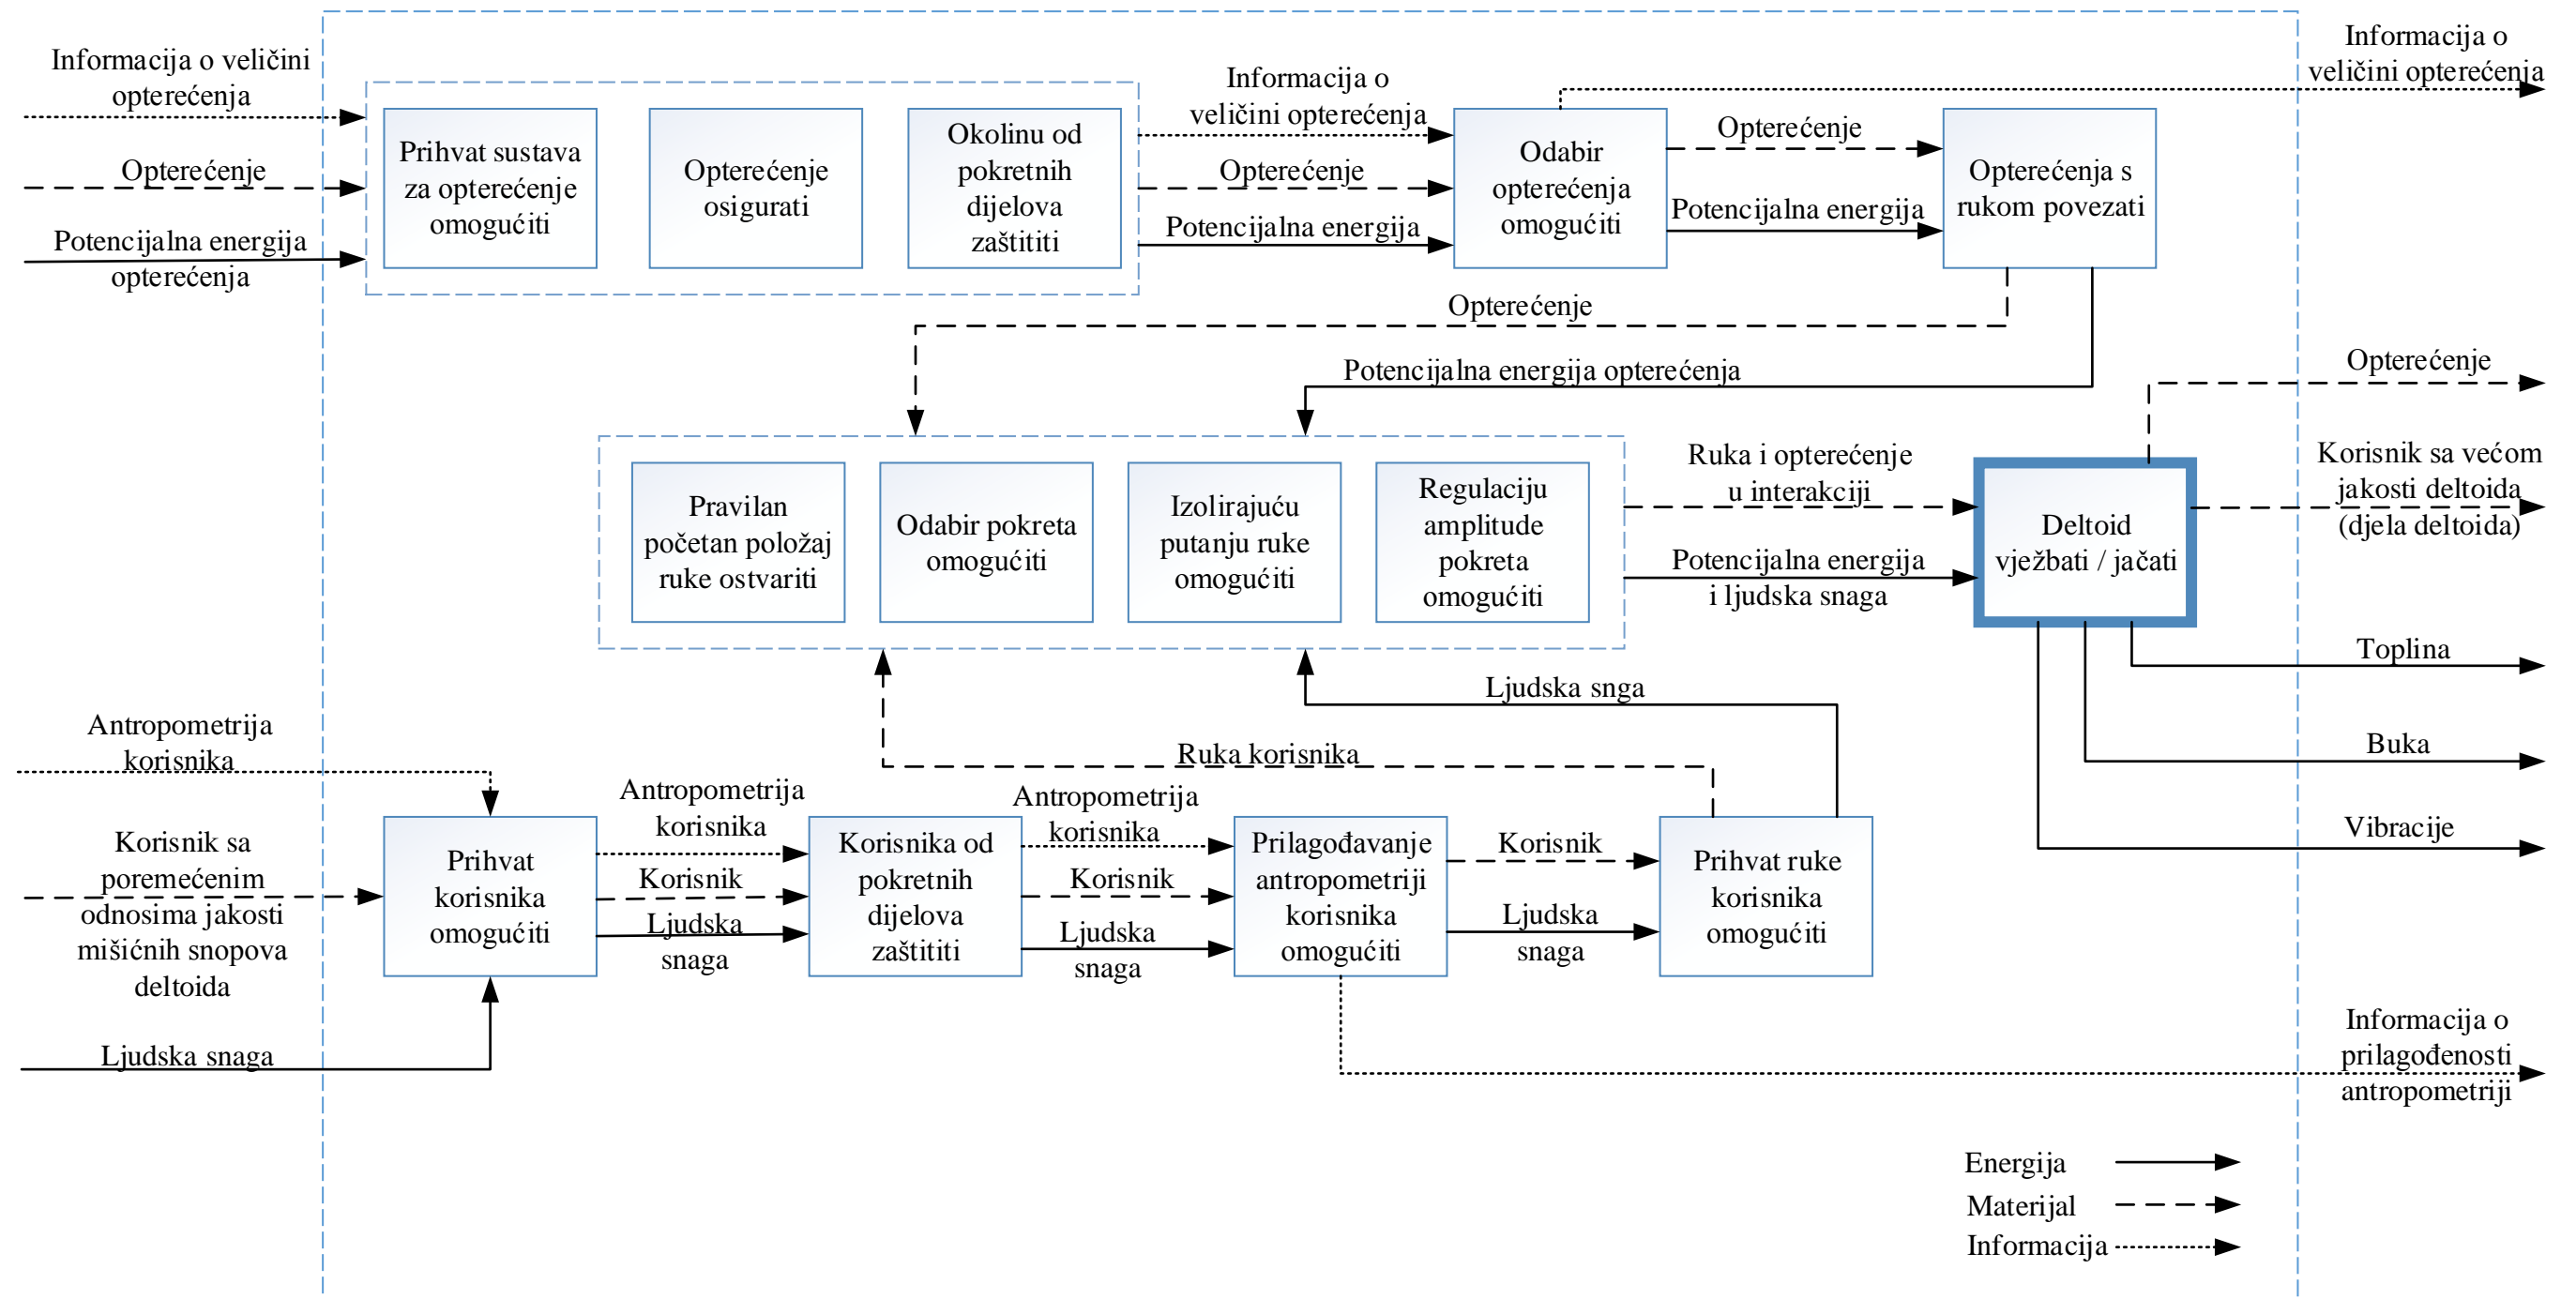 Informacija o veličini
opterećenja
Opterećenje
Potencijalna energija
opterećenja
Prihvat sustava
za opterećenje
omogućiti
Opterećenje
osigurati
Okolinu od
pokretnih
dijelova
zaštititi
Informacija o
veličini opterećenja
Opterećenje
Potencijalna energija
Odabir
opterećenja
omogućiti
Opterećenje
Potencijalna energija
Opterećenja s
rukom povezati
Informacija o
veličini opterećenja
Opterećenje
Potencijalna energija opterećenja
Pravilan
početan položaj
ruke ostvariti
Odabir pokreta
omogućiti
Izolirajuću
putanju ruke
omogućiti
Regulaciju
amplitude
pokreta
omogućiti
Ruka i opterećenje
u interakciji
Potencijalna energija
i ljudska snaga
Deltoid
vježbati / jačati
Opterećenje
Korisnik sa većom
jakosti deltoida
(djela deltoida)
Toplina
Buka
Vibracije
Ljudska snga
Ruka korisnika
Antropometrija
korisnika
Korisnik sa
poremećenim
odnosima jakosti
mišićnih snopova
deltoida
Ljudska snaga
Prihvat
korisnika
omogućiti
Antropometrija
korisnika
Korisnik
Ljudska
snaga
Korisnika od
pokretnih
dijelova
zaštititi
Antropometrija
korisnika
Korisnik
Ljudska
snaga
Prilagođavanje
antropometriji
korisnika
omogućiti
Korisnik
Ljudska
snaga
Prihvat ruke
korisnika
omogućiti
Informacija o
prilagođenosti
antropometriji
Energija
Materijal
Informacija